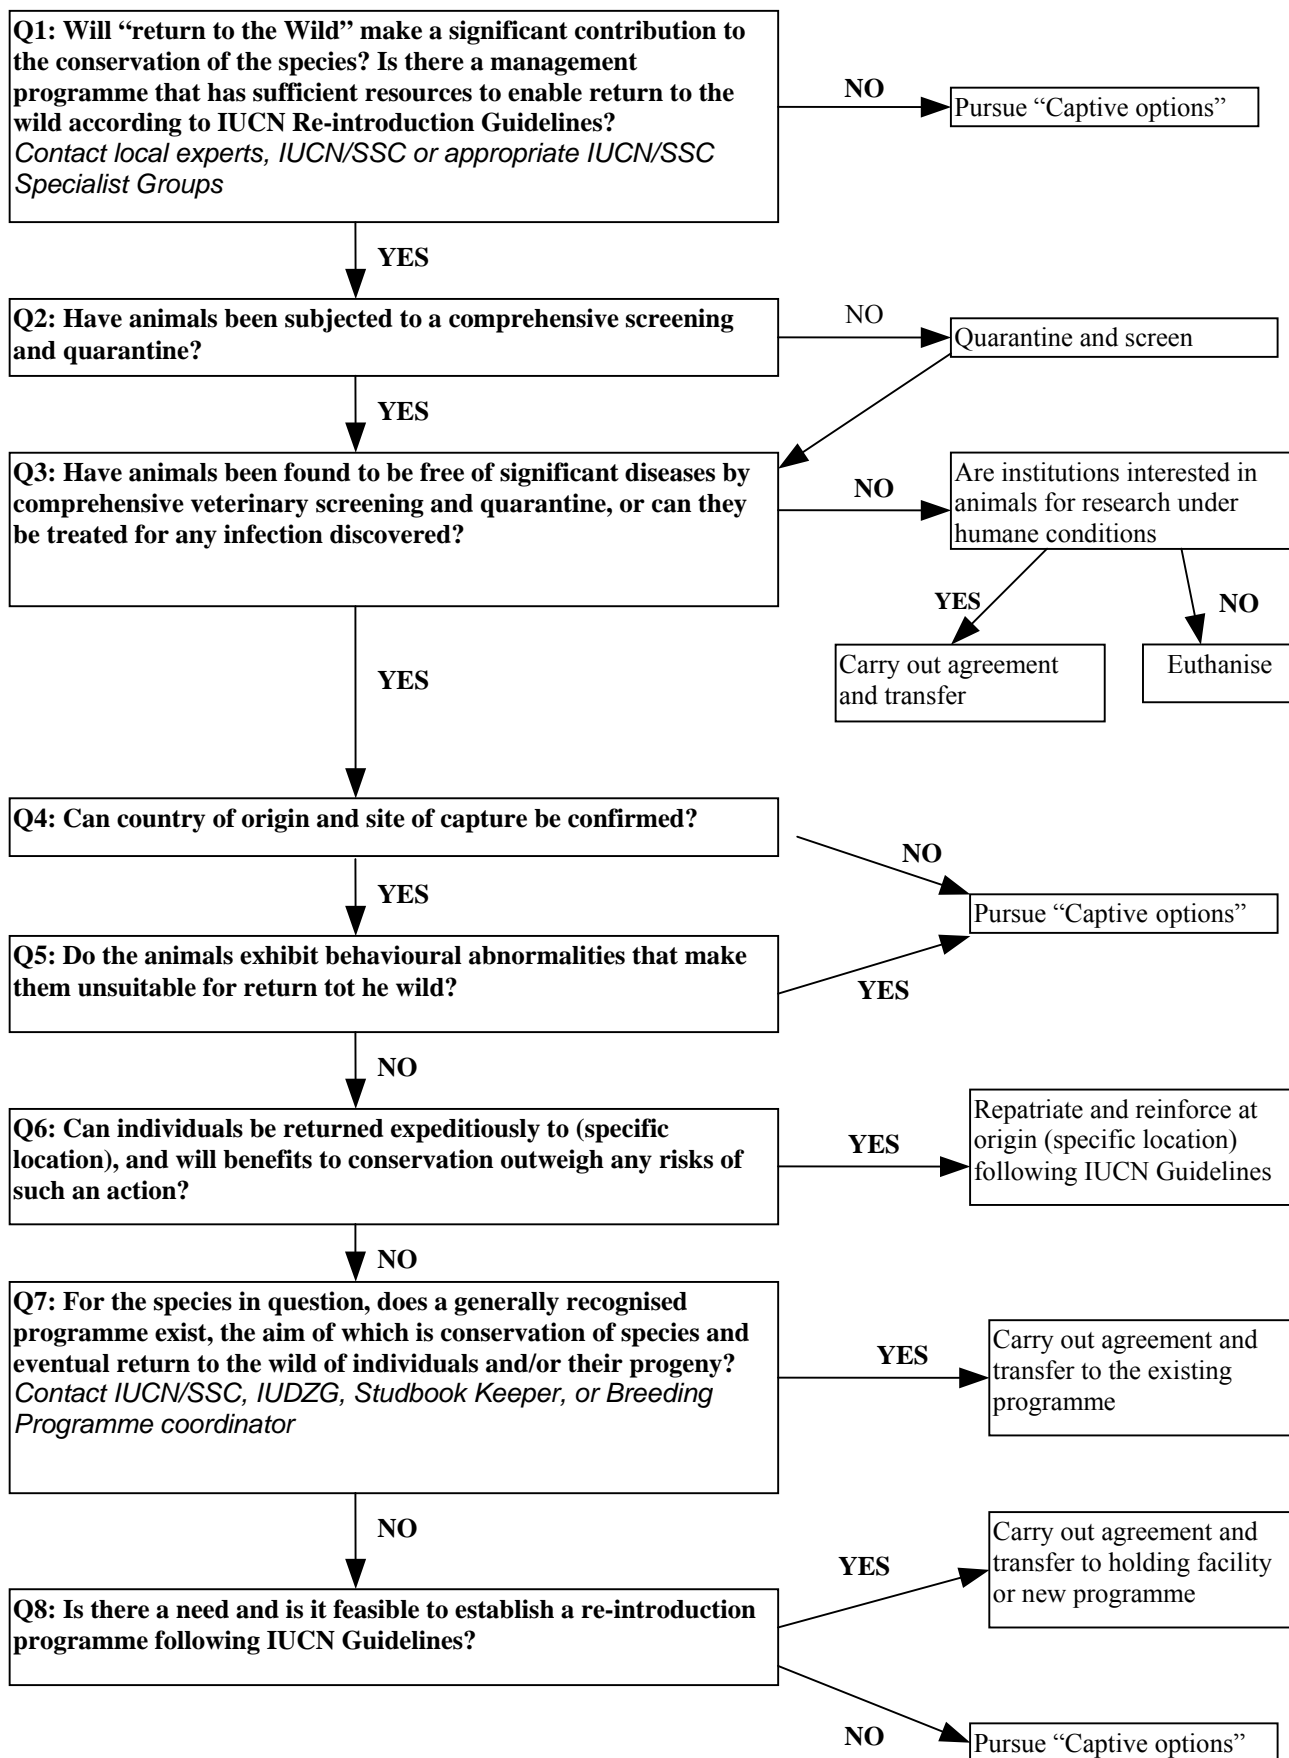 Q1: Will “return to the Wild” make a significant contribution to
the conservation of the species? Is there a management
programme that has sufficient resources to enable return to the
wild according to IUCN Re-introduction Guidelines?
Contact local experts, IUCN/SSC or appropriate IUCN/SSC
Specialist Groups
NO
Pursue “Captive options”
YES
Q2: Have animals been subjected to a comprehensive screening
and quarantine?
NO
Quarantine and screen
YES
Q3: Have animals been found to be free of significant diseases by
comprehensive veterinary screening and quarantine, or can they
be treated for any infection discovered?
NO
Are institutions interested in
animals for research under
humane conditions
YES
NO
Carry out agreement
and transfer
Euthanise
YES
Q4: Can country of origin and site of capture be confirmed?
NO
YES
Pursue “Captive options”
Q5: Do the animals exhibit behavioural abnormalities that make
them unsuitable for return tot he wild?
YES
NO
Q6: Can individuals be returned expeditiously to (specific
location), and will benefits to conservation outweigh any risks of
such an action?
YES
Repatriate and reinforce at
origin (specific location)
following IUCN Guidelines
NO
Q7: For the species in question, does a generally recognised
programme exist, the aim of which is conservation of species and
eventual return to the wild of individuals and/or their progeny?
Contact IUCN/SSC, IUDZG, Studbook Keeper, or Breeding
Programme coordinator
YES
Carry out agreement and
transfer to the existing
programme
NO
Q8: Is there a need and is it feasible to establish a re-introduction
programme following IUCN Guidelines?
YES
Carry out agreement and
transfer to holding facility
or new programme
NO
Pursue “Captive options”